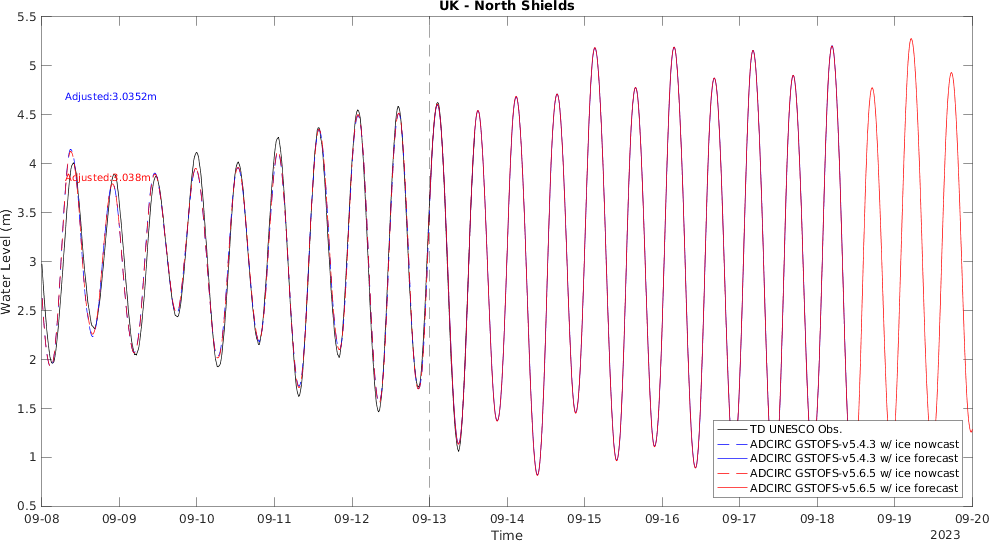 UK - North Shields
5.5
5
4.5
4
3.5
3
2.5
2
1.5
1
0.5
Water Level (m)
Adjusted:3.0352m
Adjusted:3.038m
TD UNESCO Obs.
ADCIRC GSTOFS-v5.4.3 w/ ice nowcast
ADCIRC GSTOFS-v5.4.3 w/ ice forecast
ADCIRC GSTOFS-v5.6.5 w/ ice nowcast
ADCIRC GSTOFS-v5.6.5 w/ ice forecast
09-08 09-09 09-10 09-11 09-12 09-13 09-14 09-15 09-16 09-17 09-18 09-19 09-20
Time
2023